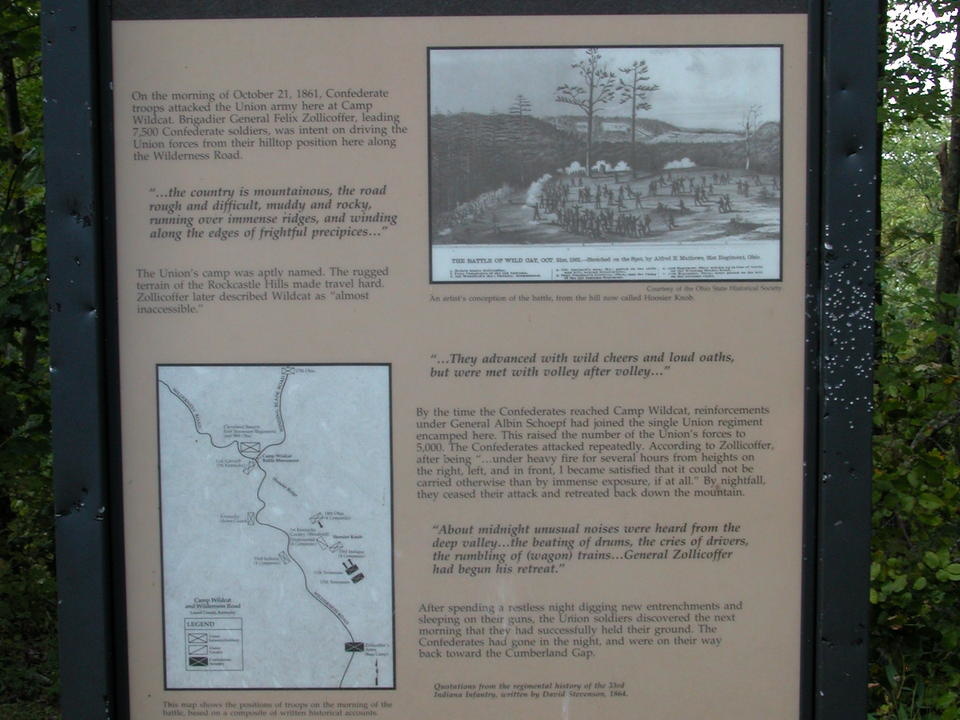 On the morning of October 21, 1861, Confederate
troops attacked the Union army here at Camp
Wildcat. Brigadier General Felix Zollicoffer, leading
7,500 Confederate soldiers, was intent on driving the
Union forces from their hilltop position here along
the Wilderness Road.
“...the country is mountainous, the road
rough and difficult, muddy and rocky,
running over immense ridges, and winding
along the edges of frightful precipices...”
The Union's camp was aptly named. The rugged
terrain of the Rockcastle Hills made travel hard.
Zollicoffer later described Wildcat as “almost
inaccessible.”
THE BATTLE OF WILD CAT, OCT. 21st, 1861.—Sketched on the Spot, by Alfred E. Mathews, 31st Regiment, Ohio.
Courtesy of the Ohio State Historical Society
An artist's conception of the battle, from the hill now called Hoosier Knob.
“...They advanced with wild cheers and loud oaths,
but were met with volley after volley...”
By the time the Confederates reached Camp Wildcat, reinforcements
under General Albin Schoepf had joined the single Union regiment
encamped here. This raised the number of the Union's forces to
5,000. The Confederates attacked repeatedly. According to Zollicoffer,
after being “...under heavy fire for several hours from heights on
the right, left, and in front, I became satisfied that it could not be
carried otherwise than by immense exposure, if at all.” By nightfall,
they ceased their attack and retreated back down the mountain.
“About midnight unusual noises were heard from the
deep valley...the beating of drums, the cries of drivers,
the rumbling of (wagon) trains...General Zollicoffer
had begun his retreat.”
After spending a restless night digging new entrenchments and
sleeping on their guns, the Union soldiers discovered the next
morning that they had successfully held their ground. The
Confederates had gone in the night, and were on their way
back toward the Cumberland Gap.
Quotations from the regimental history of the 33rd
Indiana Infantry, written by David Stevenson, 1864.
Camp Wildcat
Battle Monument
Hoosier Knob
Camp Wildcat
and Wilderness Road
Laurel County, Kentucky
LEGEND
This map shows the positions of troops on the morning of the
battle, based on a composite of written historical accounts.